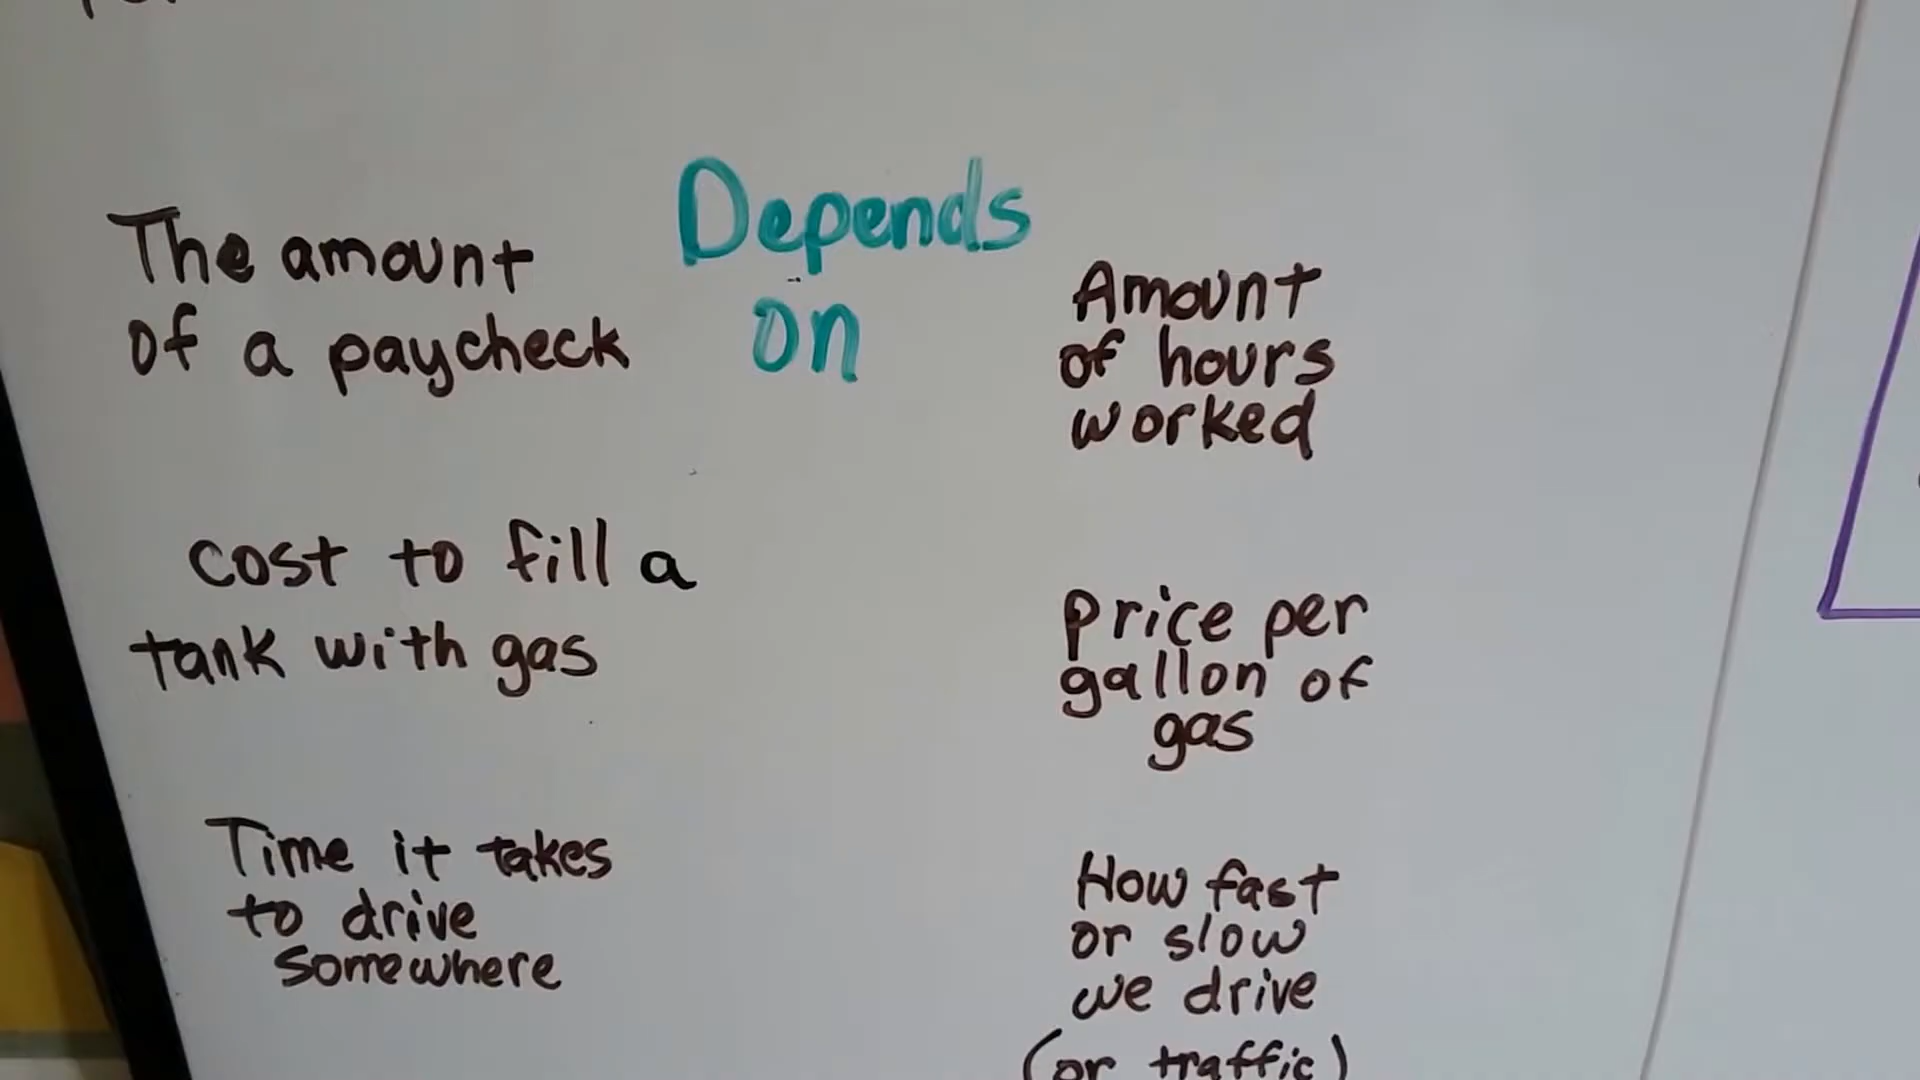 The amount
of a paycheck
Depends
on
Amount
of hours
worked
cost to fill a
tank with gas
price per
gallon of
gas
Time it takes
to drive
somewhere
How fast
or slow
we drive
(or traffic)